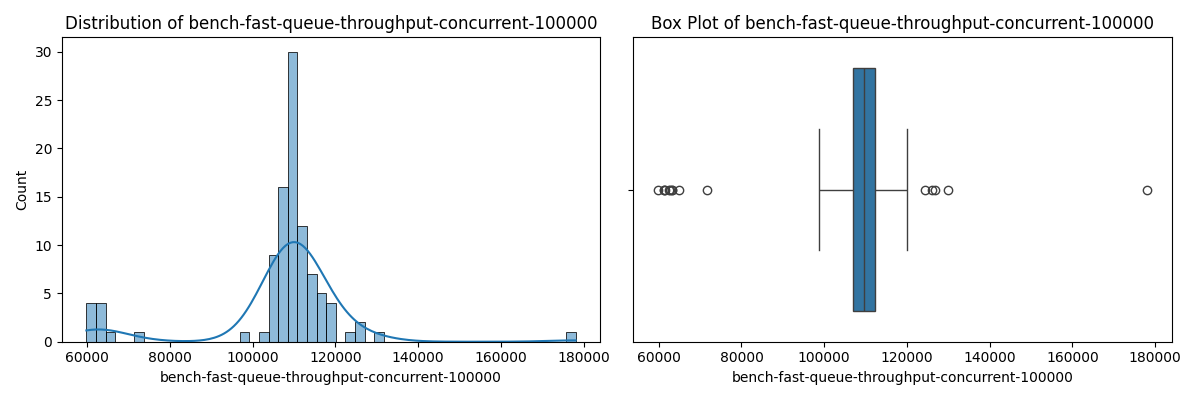 Distribution of bench-fast-queue-throughput-concurrent-100000
Count
30
25
20
15
10
5
0
60000 80000 100000 120000 140000 160000 180000
bench-fast-queue-throughput-concurrent-100000
Box Plot of bench-fast-queue-throughput-concurrent-100000
60000 80000 100000 120000 140000 160000 180000
bench-fast-queue-throughput-concurrent-100000